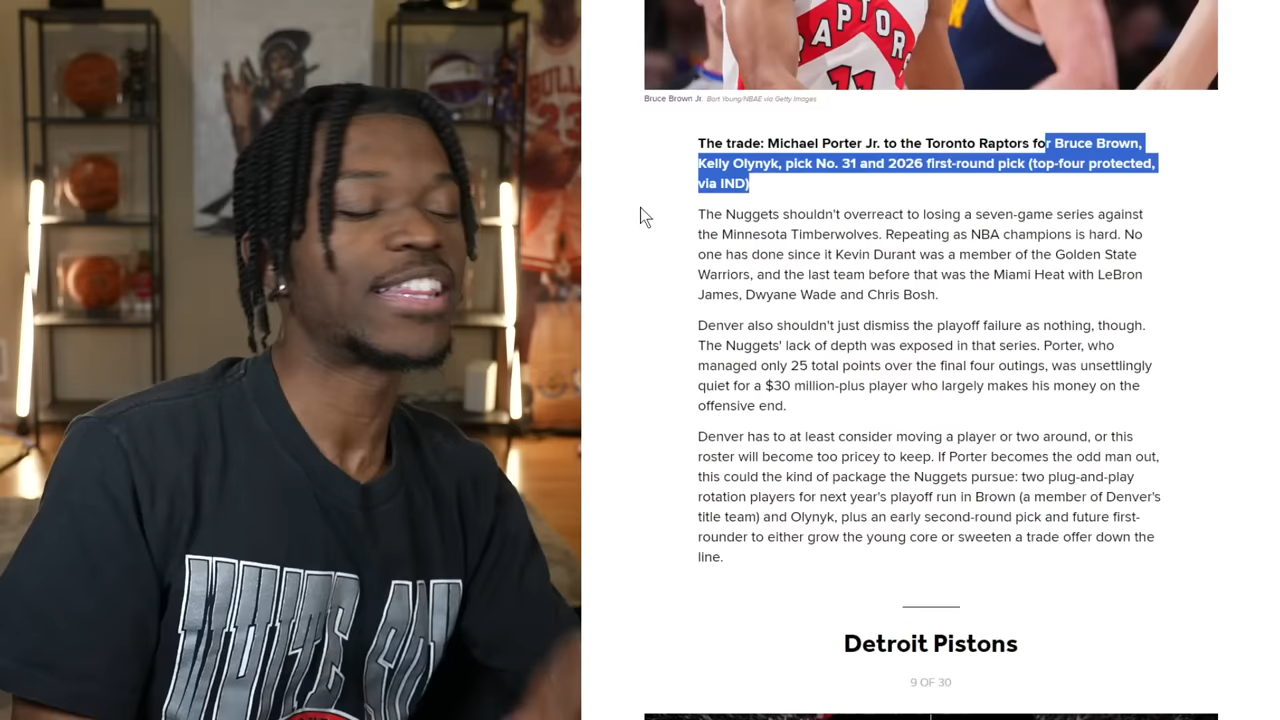 RAPTORS
11
BULLS
23
Bruce Brown Jr. Bart Young/NBAE via Getty Images
The trade: Michael Porter Jr. to the Toronto Raptors for Bruce Brown,
Kelly Olynyk, pick No. 31 and 2026 first-round pick (top-four protected,
via IND)
The Nuggets shouldn't overreact to losing a seven-game series against
the Minnesota Timberwolves. Repeating as NBA champions is hard. No
one has done since it Kevin Durant was a member of the Golden State
Warriors, and the last team before that was the Miami Heat with LeBron
James, Dwyane Wade and Chris Bosh.
Denver also shouldn't just dismiss the playoff failure as nothing, though.
The Nuggets' lack of depth was exposed in that series. Porter, who
managed only 25 total points over the final four outings, was unsettlingly
quiet for a $30 million-plus player who largely makes his money on the
offensive end.
Denver has to at least consider moving a player or two around, or this
roster will become too pricey to keep. If Porter becomes the odd man out,
this could the kind of package the Nuggets pursue: two plug-and-play
rotation players for next year's playoff run in Brown (a member of Denver's
title team) and Olynyk, plus an early second-round pick and future first-
rounder to either grow the young core or sweeten a trade offer down the
line.
WHITE SOX
Detroit Pistons
9 OF 30